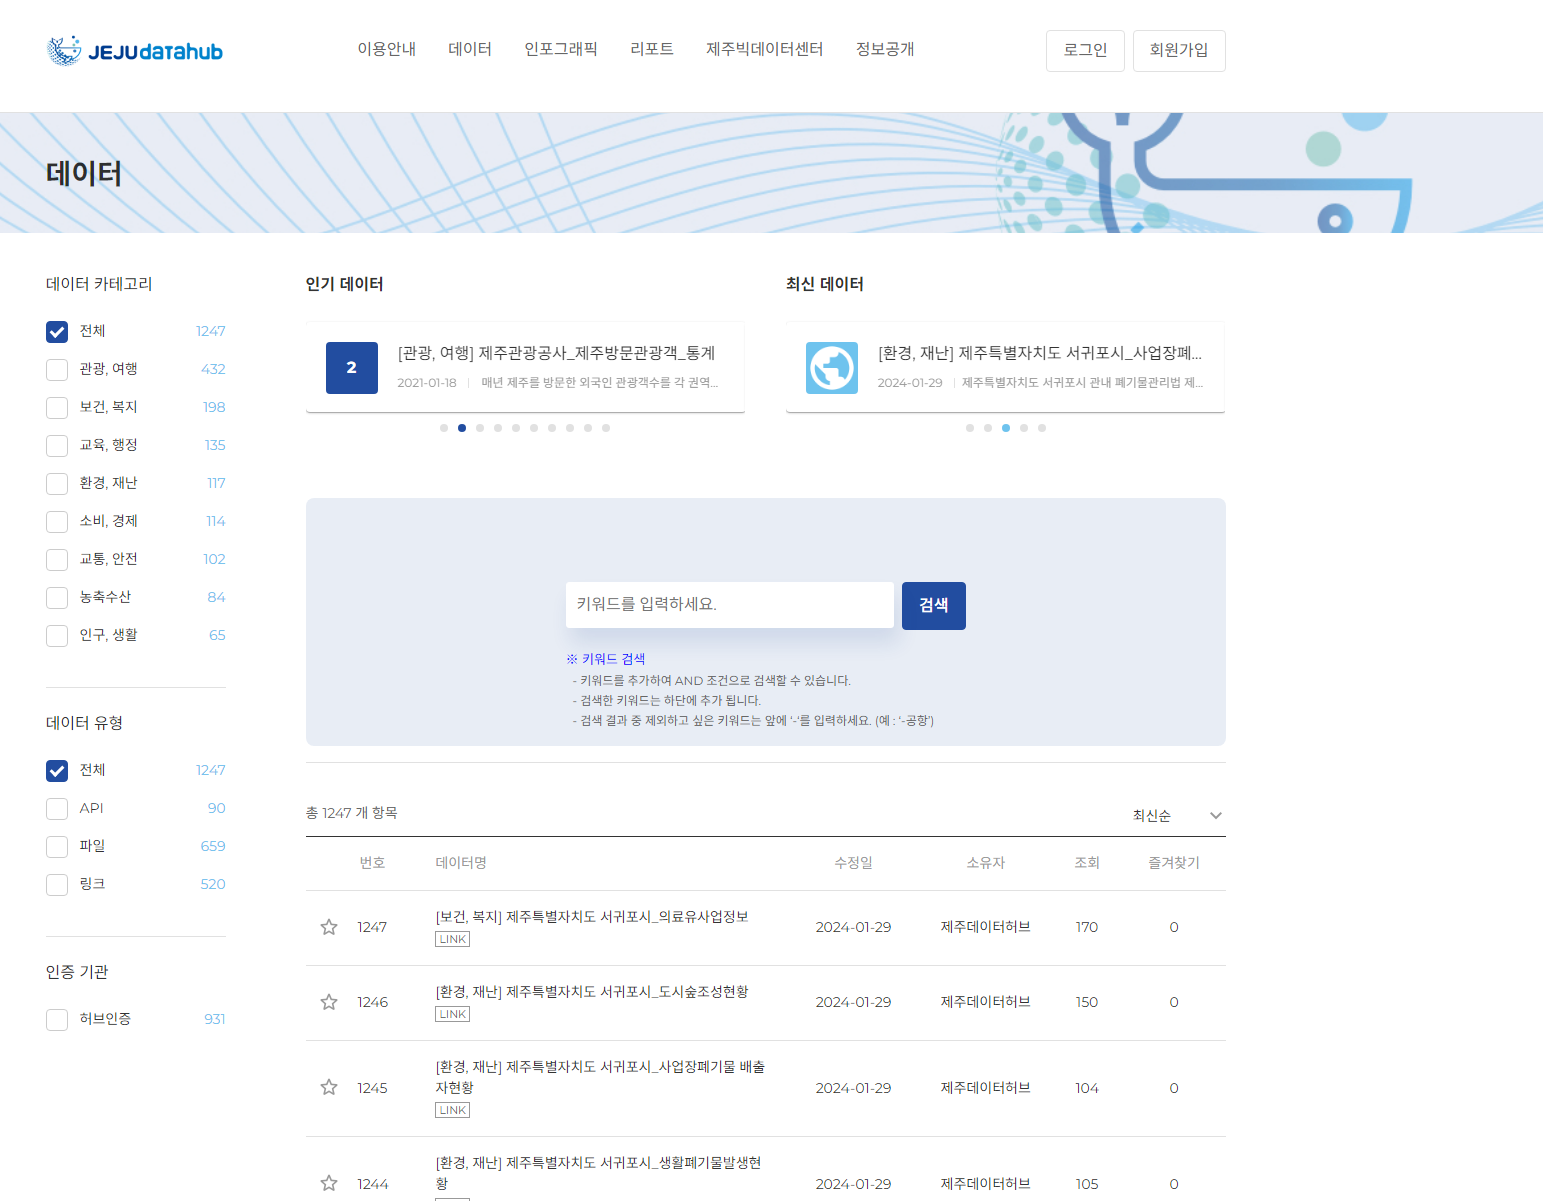 JEJUdatahub
이용안내 데이터 인포그래픽 리포트 제주빅데이터센터 정보공개
로그인 회원가입
데이터
데이터 카테고리
전체 1247
관광, 여행 432
보건, 복지 198
교육, 행정 135
환경, 재난 117
소비, 경제 114
교통, 안전 102
농축수산 84
인구, 생활 65
데이터 유형
전체 1247
API 90
파일 659
링크 520
인증 기관
허브인증 931
인기 데이터
2
[관광, 여행] 제주관광공사_제주방문관광객_통계
2021-01-18 | 매년 제주를 방문한 외국인 관광객수를 각 권역...
최신 데이터
[환경, 재난] 제주특별자치도 서귀포시_사업장폐...
2024-01-29 | 제주특별자치도 서귀포시 관내 폐기물관리법 제...
키워드를 입력하세요. 검색
※ 키워드 검색
- 키워드를 추가하여 AND 조건으로 검색할 수 있습니다.
- 검색한 키워드는 하단에 추가 됩니다.
- 검색 결과 중 제외하고 싶은 키워드는 앞에 '-'를 입력하세요. (예 : '-공항')
총 1247 개 항목 최신순
번호 데이터명 수정일 소유자 조회 즐겨찾기
1247 [보건, 복지] 제주특별자치도 서귀포시_의료유사업정보 2024-01-29 제주데이터허브 170 0
LINK
1246 [환경, 재난] 제주특별자치도 서귀포시_도시숲조성현황 2024-01-29 제주데이터허브 150 0
LINK
1245 [환경, 재난] 제주특별자치도 서귀포시_사업장폐기물 배출
자현황 2024-01-29 제주데이터허브 104 0
LINK
1244 [환경, 재난] 제주특별자치도 서귀포시_생활폐기물발생현
황 2024-01-29 제주데이터허브 105 0